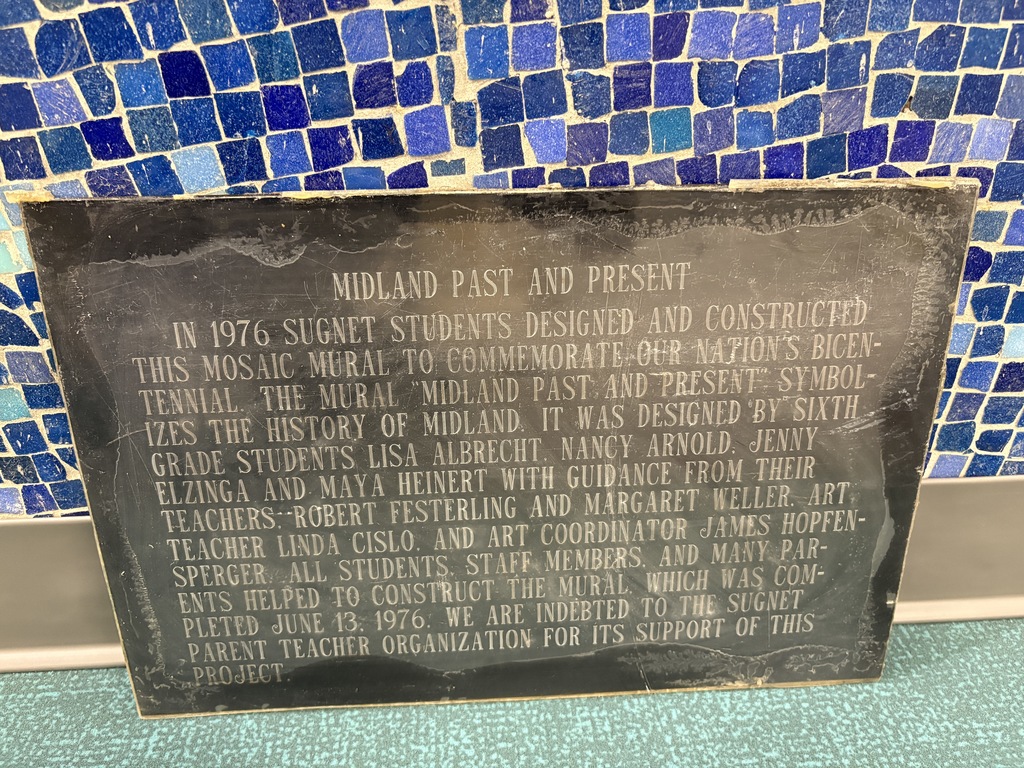 MIDLAND PAST AND PRESENT
IN 1976 SUGNET STUDENTS DESIGNED AND CONSTRUCTED
THIS MOSAIC MURAL TO COMMEMORATE OUR NATION'S BICEN-
TENNIAL. THE MURAL "MIDLAND PAST AND PRESENT" SYMBOL-
IZES THE HISTORY OF MIDLAND. IT WAS DESIGNED BY SIXTH
GRADE STUDENTS LISA ALBRECHT, NANCY ARNOLD, JENNY
ELZINGA AND MAYA HEINERT WITH GUIDANCE FROM THEIR
TEACHERS--ROBERT FESTERLING AND MARGARET WELLER, ART
TEACHER LINDA CISLO, AND ART COORDINATOR JAMES HOPFEN-
SPERGER. ALL STUDENTS, STAFF MEMBERS, AND MANY PAR-
ENTS HELPED TO CONSTRUCT THE MURAL, WHICH WAS COM-
PLETED JUNE 13, 1976. WE ARE INDEBTED TO THE SUGNET
PARENT TEACHER ORGANIZATION FOR ITS SUPPORT OF THIS
PROJECT.